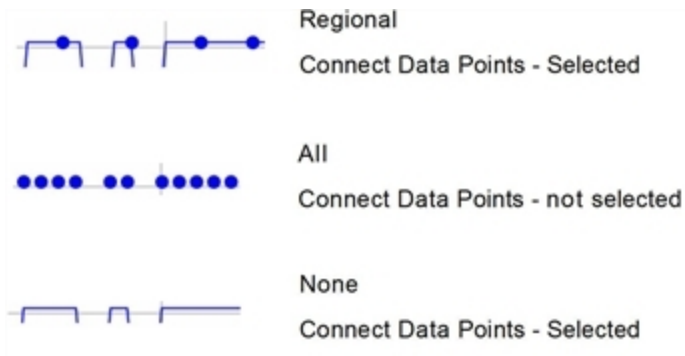 Regional
Connect Data Points - Selected
All
Connect Data Points - not selected
None
Connect Data Points - Selected